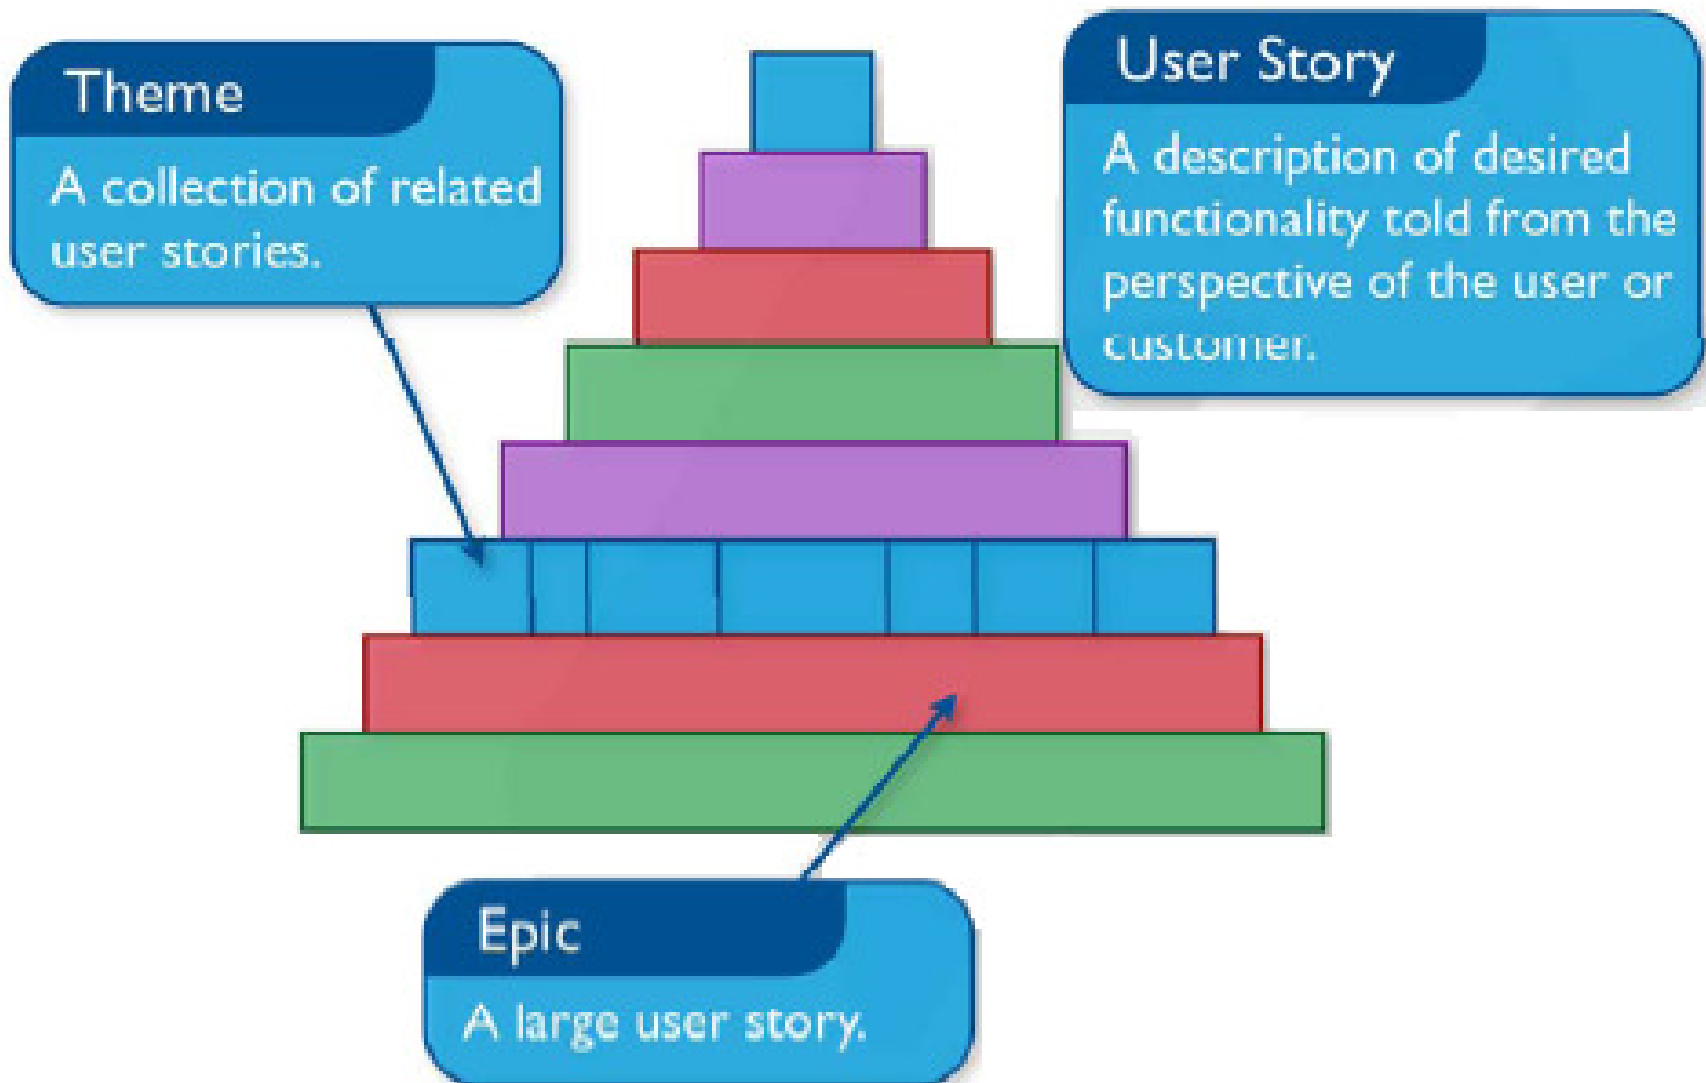 Theme
A collection of related
user stories.
User Story
A description of desired
functionality told from the
perspective of the user or
customer.
Epic
A large user story.